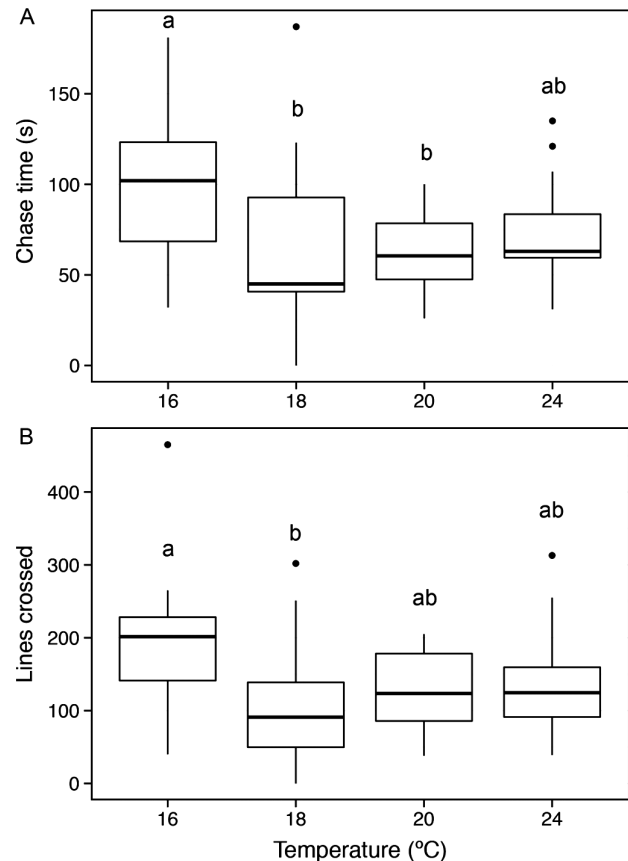 A
a
b
b
ab
Chase time (s)
150
100
50
0
16
18
20
24
B
a
b
ab
ab
Lines crossed
400
300
200
100
0
16
18
20
24
Temperature (ºC)